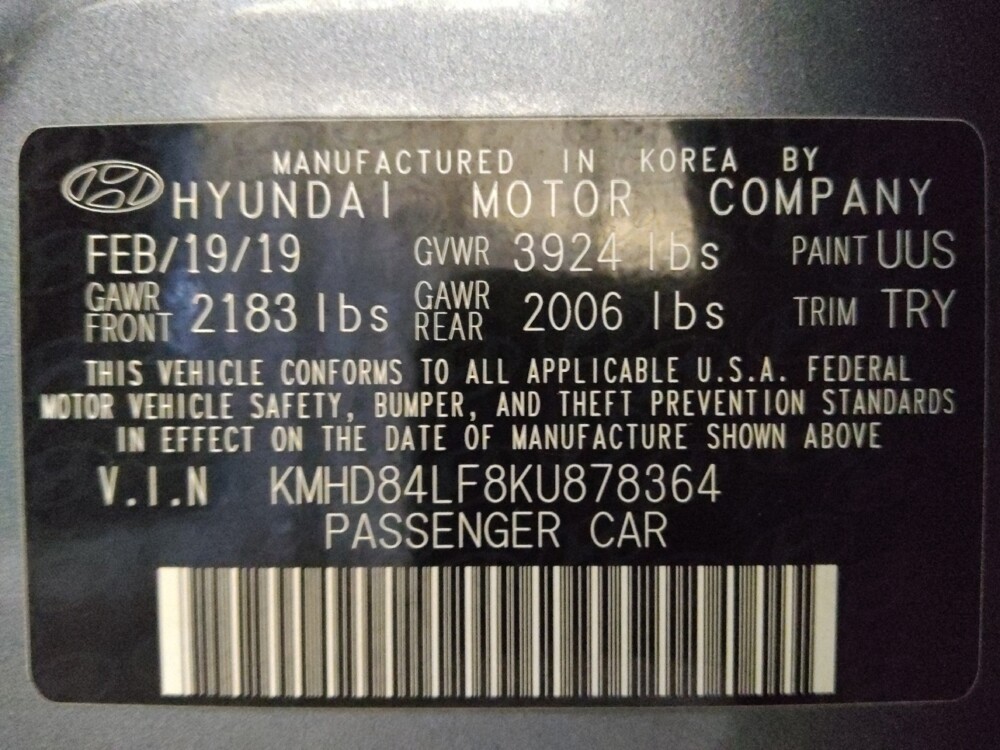 MANUFACTURED IN KOREA BY
HYUNDAI MOTOR COMPANY
FEB/19/19 GVWR 3924 lbs PAINT UUS
GAWR FRONT 2183 lbs GAWR REAR 2006 lbs TRIM TRY
THIS VEHICLE CONFORMS TO ALL APPLICABLE U.S.A. FEDERAL
MOTOR VEHICLE SAFETY, BUMPER, AND THEFT PREVENTION STANDARDS
IN EFFECT ON THE DATE OF MANUFACTURE SHOWN ABOVE
V.I.N KMHD84LF8KU878364
PASSENGER CAR